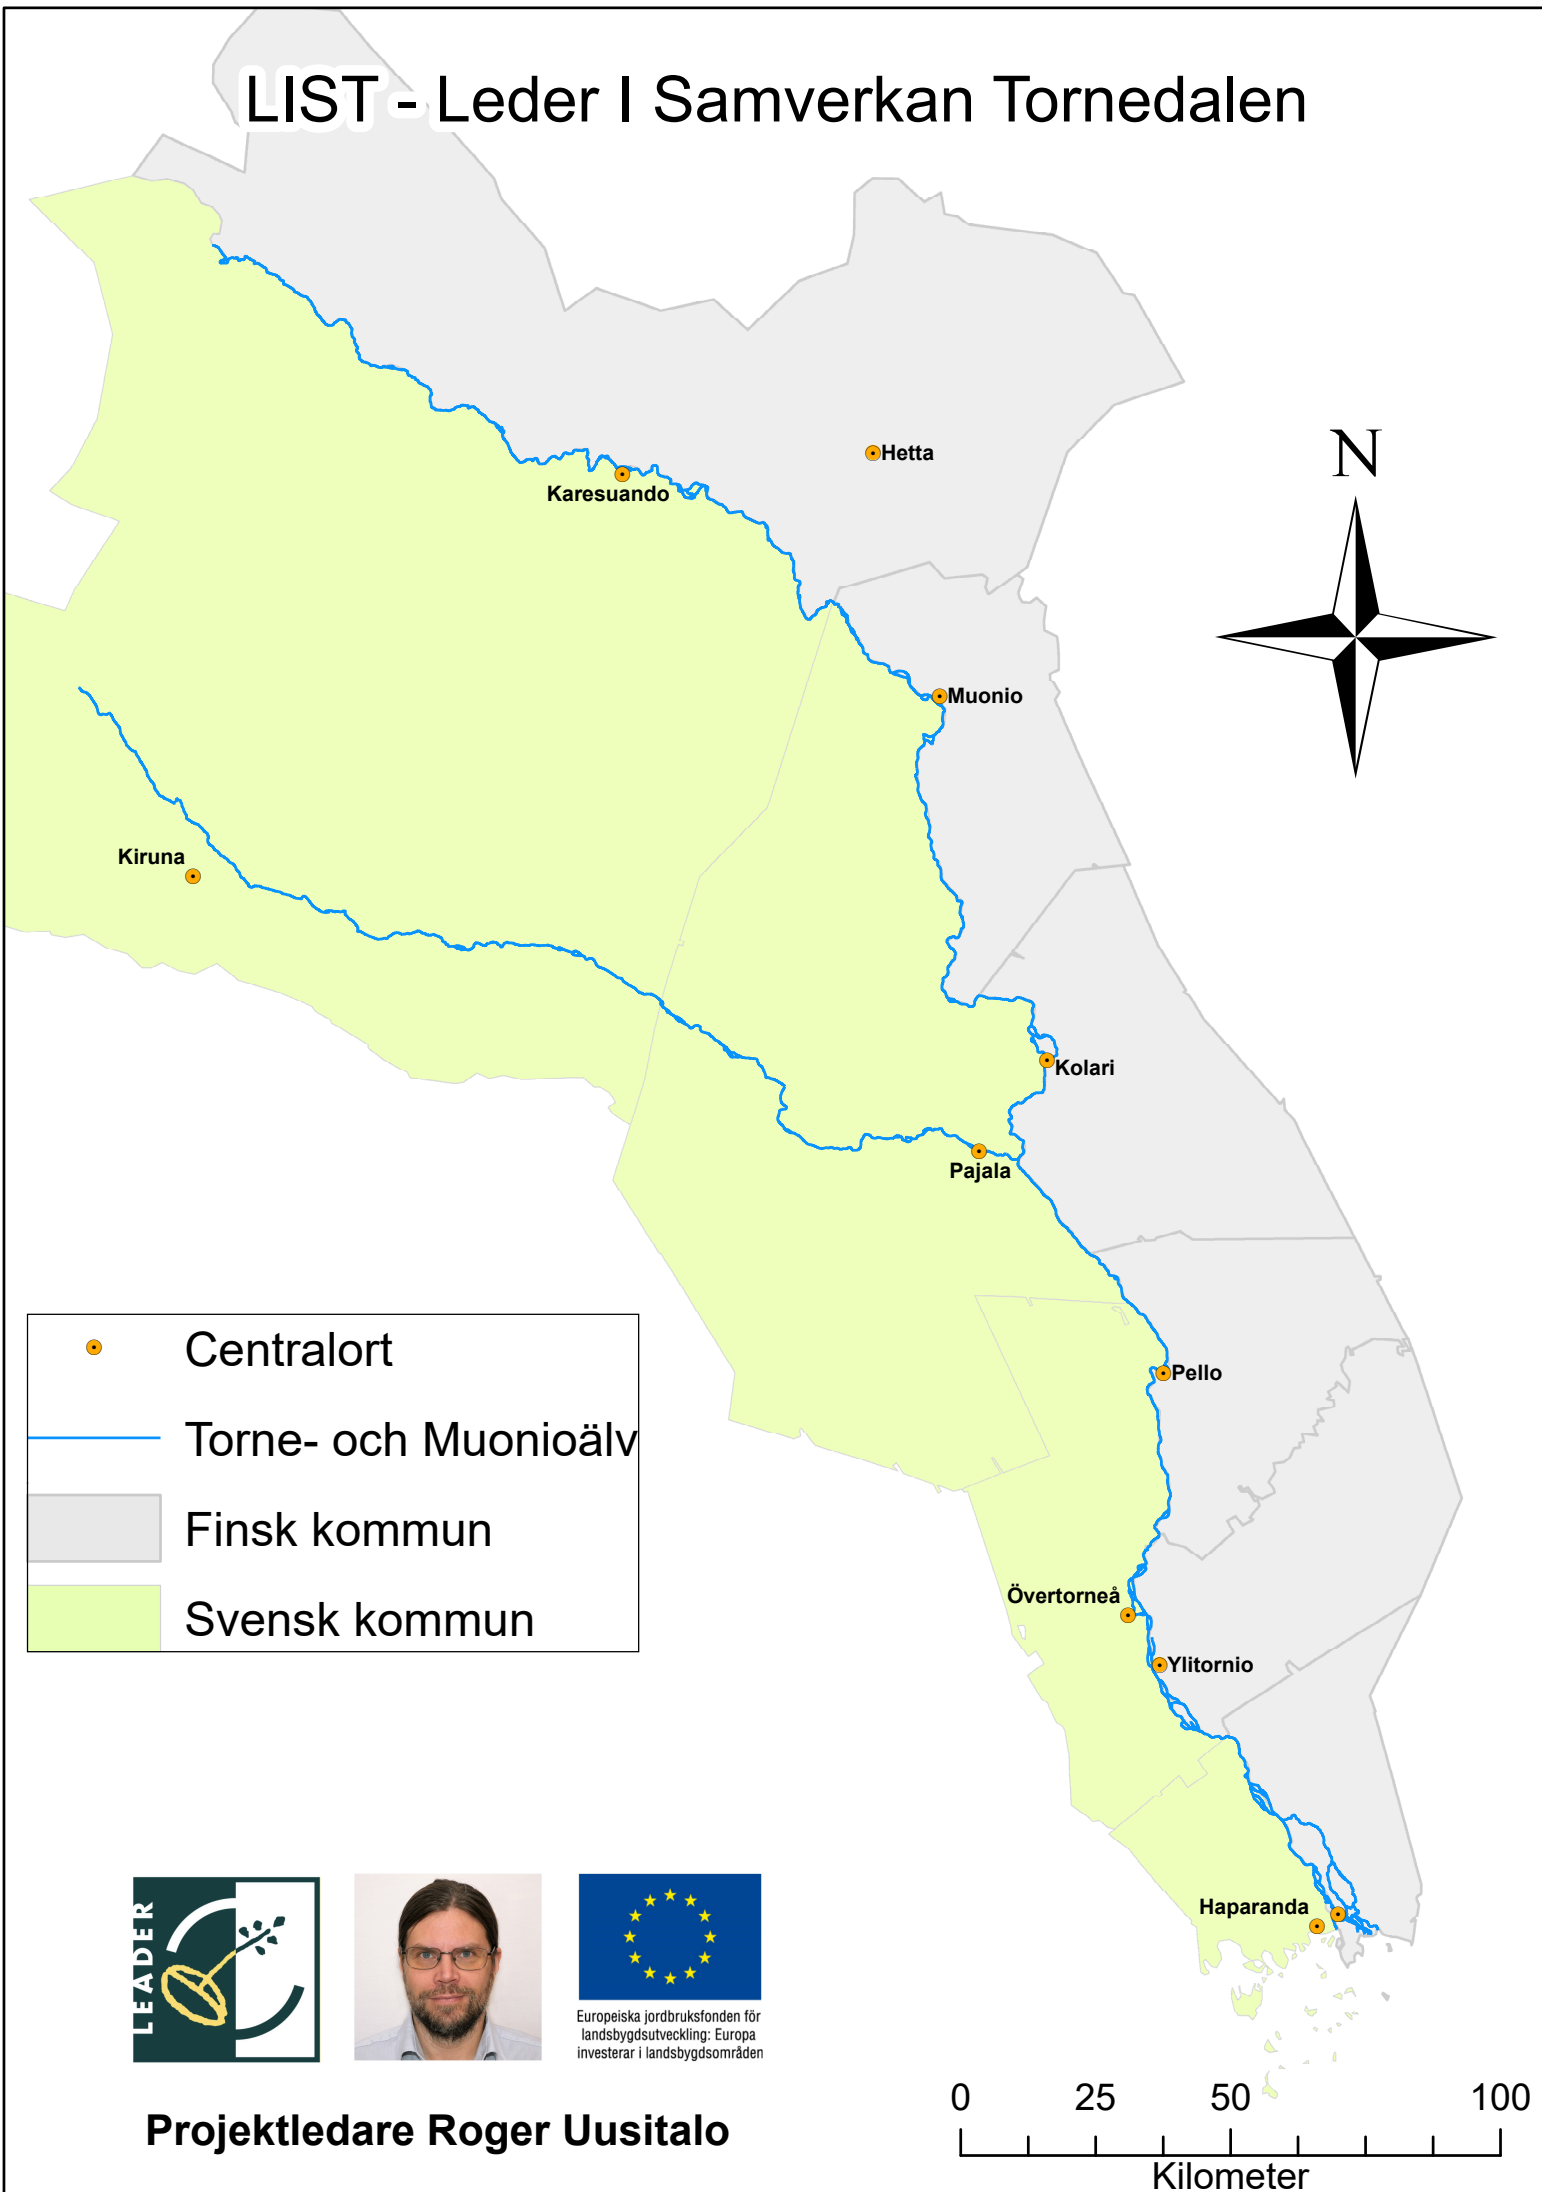 LIST - Leder I Samverkan Tornedalen
Hetta
N
Karesuando
Muonio
Kiruna
Kolari
Pajala
Centralort
Pello
Torne- och Muonioälv
Finsk kommun
Övertorneå
Svensk kommun
Ylitornio
Haparanda
LEADER
Europeiska jordbruksfonden för
landsbygdsutveckling: Europa
investerar i landsbygdsområden
0 25 50 100
Projektledare Roger Uusitalo
Kilometer